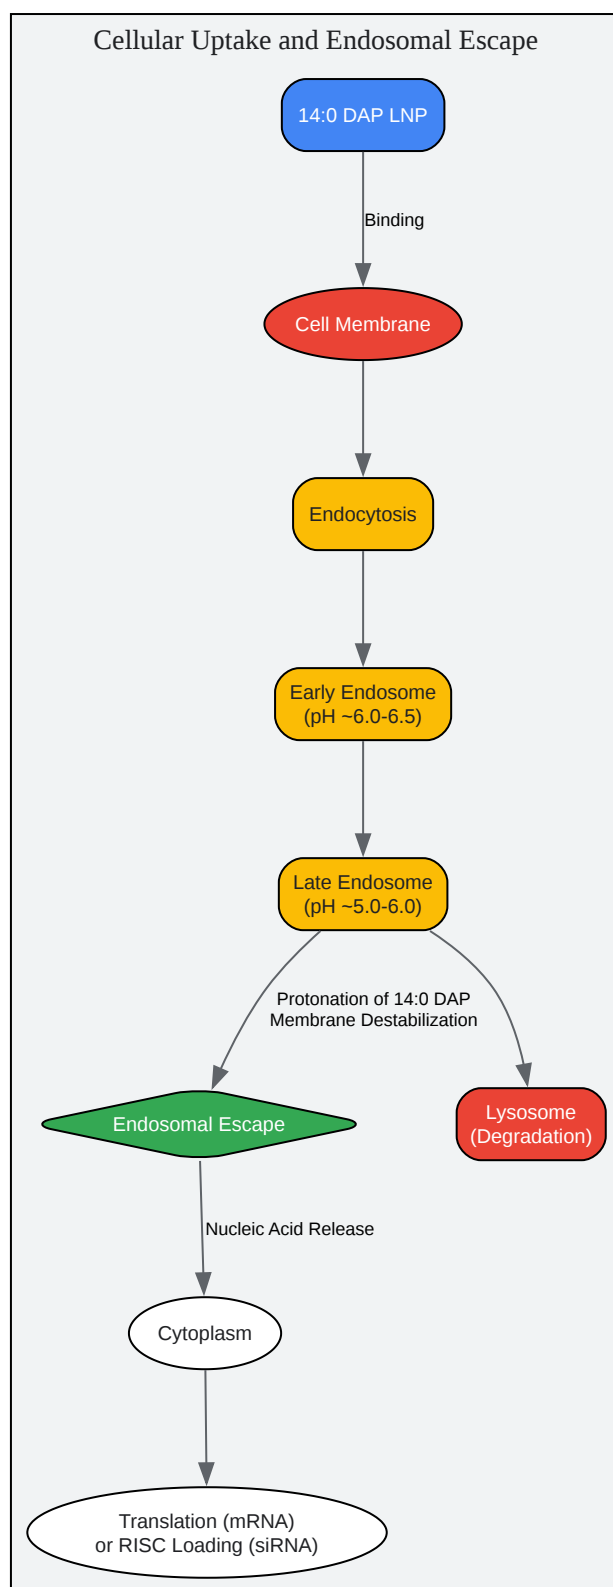 Cellular Uptake and Endosomal Escape
14:0 DAP LNP
Binding
Cell Membrane
Endocytosis
Early Endosome
(pH ~6.0-6.5)
Late Endosome
(pH ~5.0-6.0)
Protonation of 14:0 DAP
Membrane Destabilization
Endosomal Escape
Lysosome
(Degradation)
Nucleic Acid Release
Cytoplasm
Translation (mRNA)
or RISC Loading (siRNA)